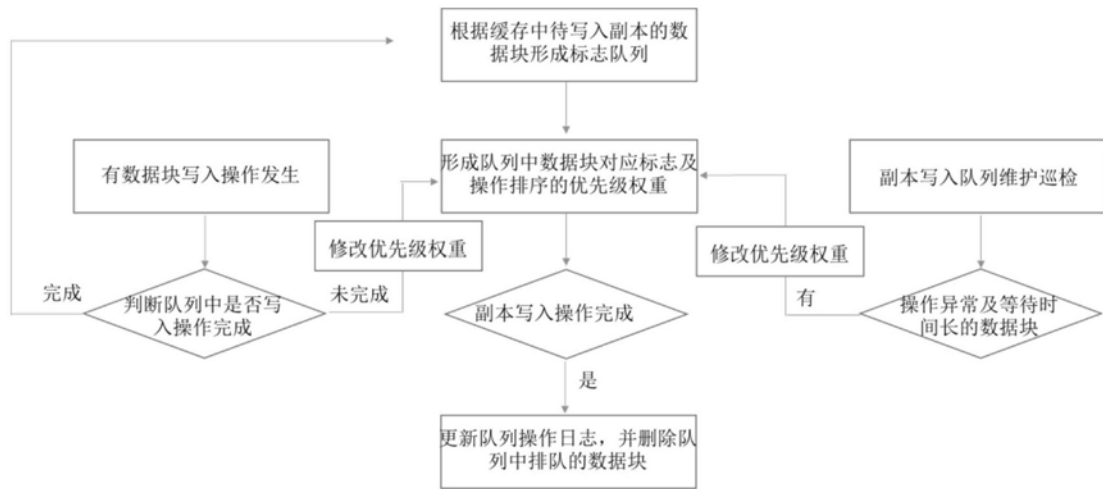 根据缓存中待写入副本的数
据块形成标志队列
有数据块写入操作发生
形成队列中数据块对应标志及
操作排序的优先级权重
副本写入队列维护巡检
修改优先级权重
修改优先级权重
完成
判断队列中是否写
入操作完成
未完成
副本写入操作完成
有
操作异常及等待时
间长的数据块
是
更新队列操作日志，并删除队
列中排队的数据块